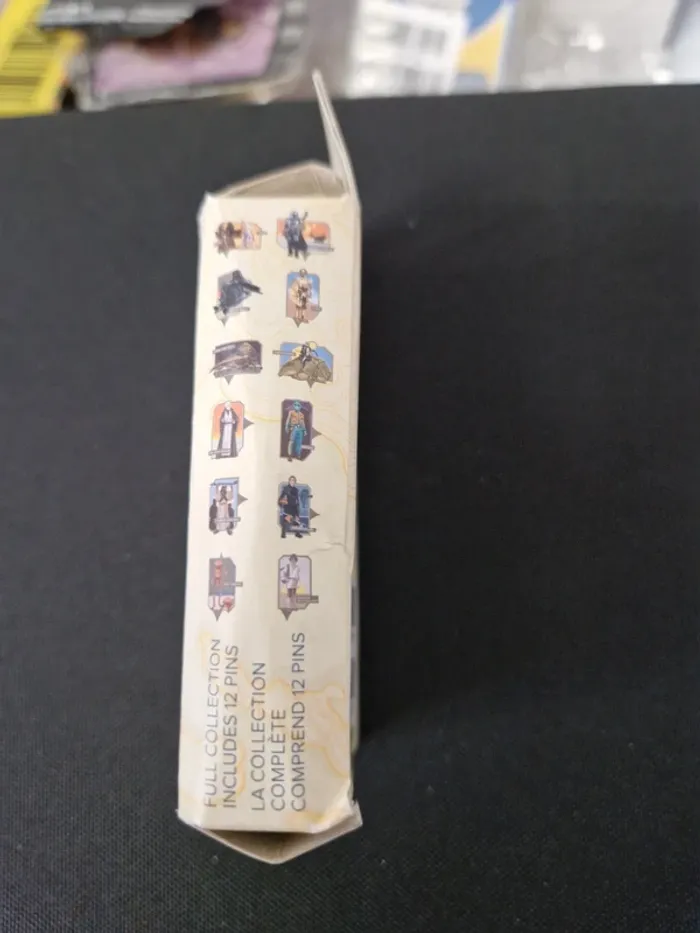 FULL COLLECTION
INCLUDES 12 PINS
LA COLLECTION
COMPLÈTE
COMPREND 12 PINS